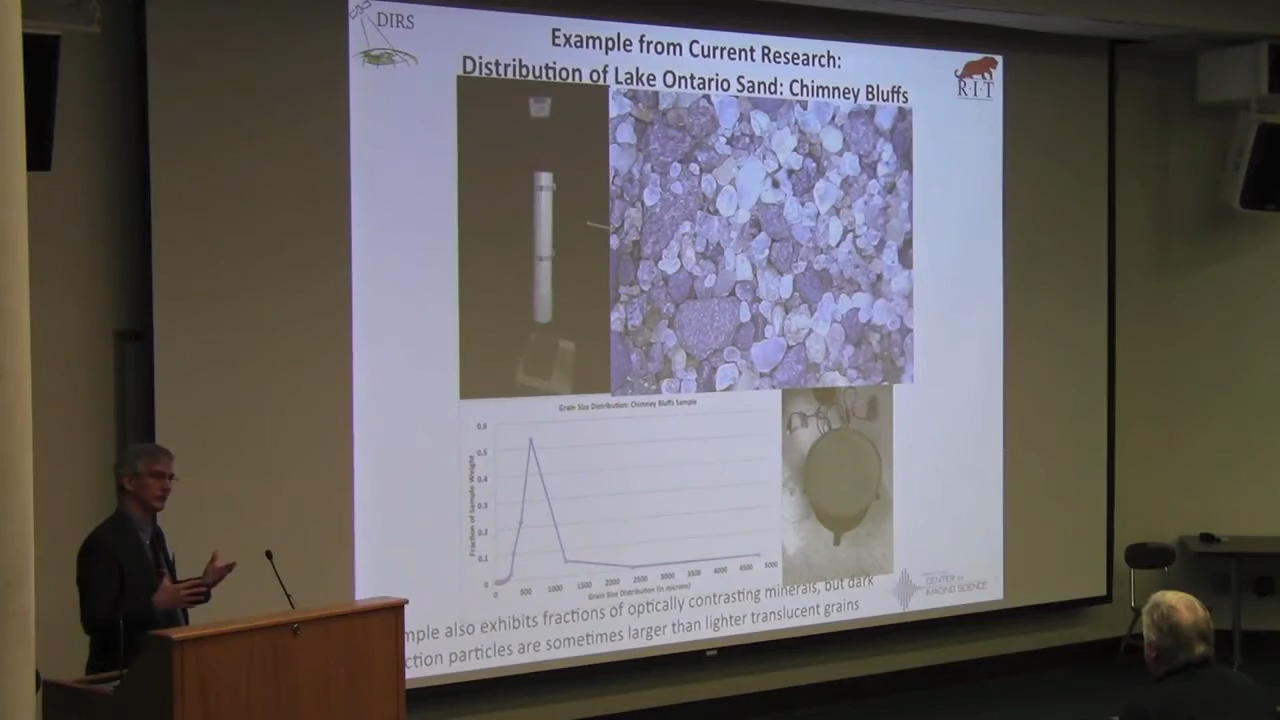 DIRS
Example from Current Research:
Distribution of Lake Ontario Sand: Chimney Bluffs
R·I·T
Grain Size Distribution: Chimney Bluffs Sample
Fraction of Sample Weight
0.6
0.5
0.4
0.3
0.2
0.1
0
0 500 1000 1500 2000 2500 3000 3500 4000 4500 5000
Grain Size Distribution (in microns)
mple also exhibits fractions of optically contrasting minerals, but dark
ction particles are sometimes larger than lighter translucent grains
CENTER for
IMAGING SCIENCE